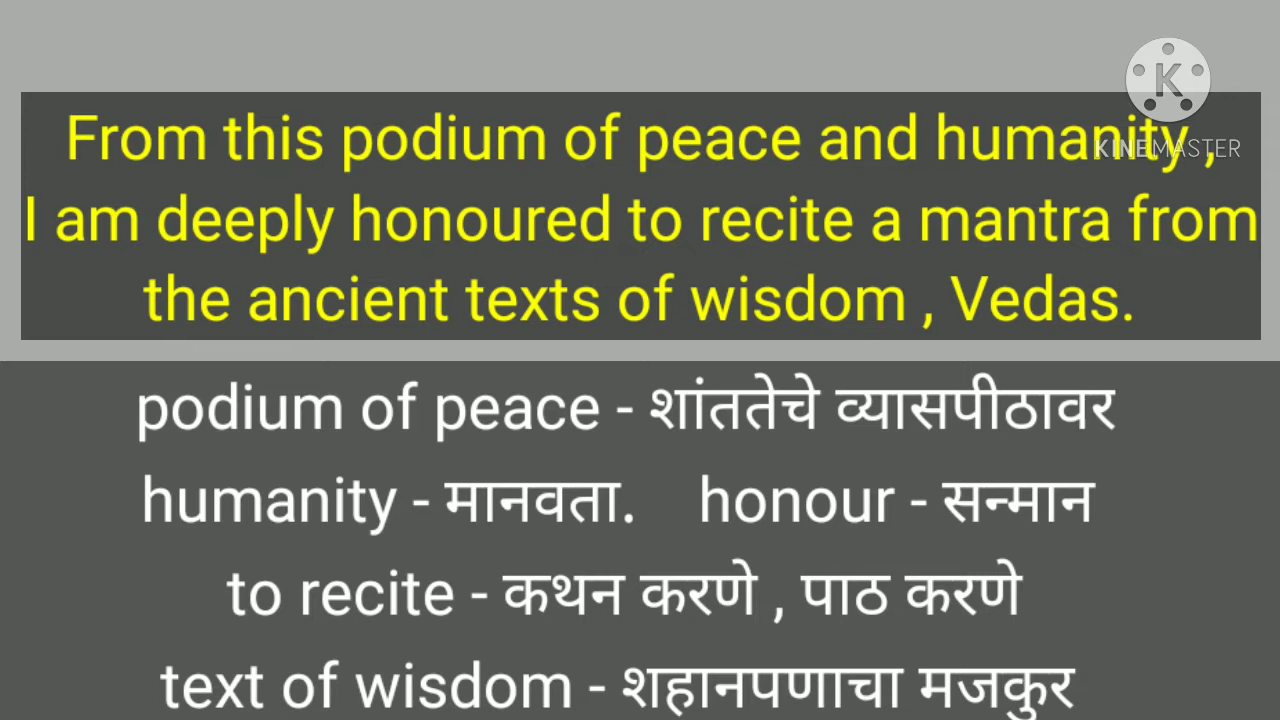 K
KINEMASTER
From this podium of peace and humanity ,
I am deeply honoured to recite a mantra from
the ancient texts of wisdom , Vedas.
podium of peace - शांततेचे व्यासपीठावर
humanity - मानवता. honour - सन्मान
to recite - कथन करणे , पाठ करणे
text of wisdom - शहानपणाचा मजकुर